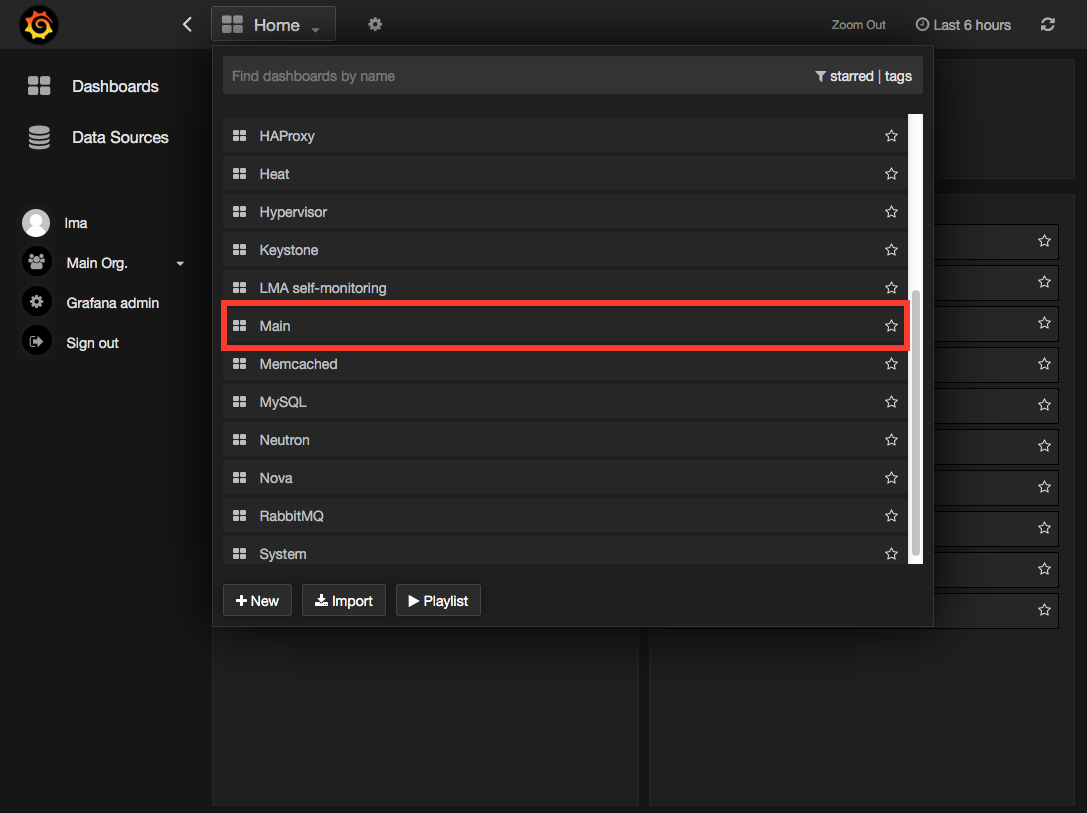 Home
Zoom Out
Last 6 hours
Dashboards
Data Sources
lma
Main Org.
Grafana admin
Sign out
Find dashboards by name
starred | tags
HAProxy
Heat
Hypervisor
Keystone
LMA self-monitoring
Main
Memcached
MySQL
Neutron
Nova
RabbitMQ
System
New
Import
Playlist